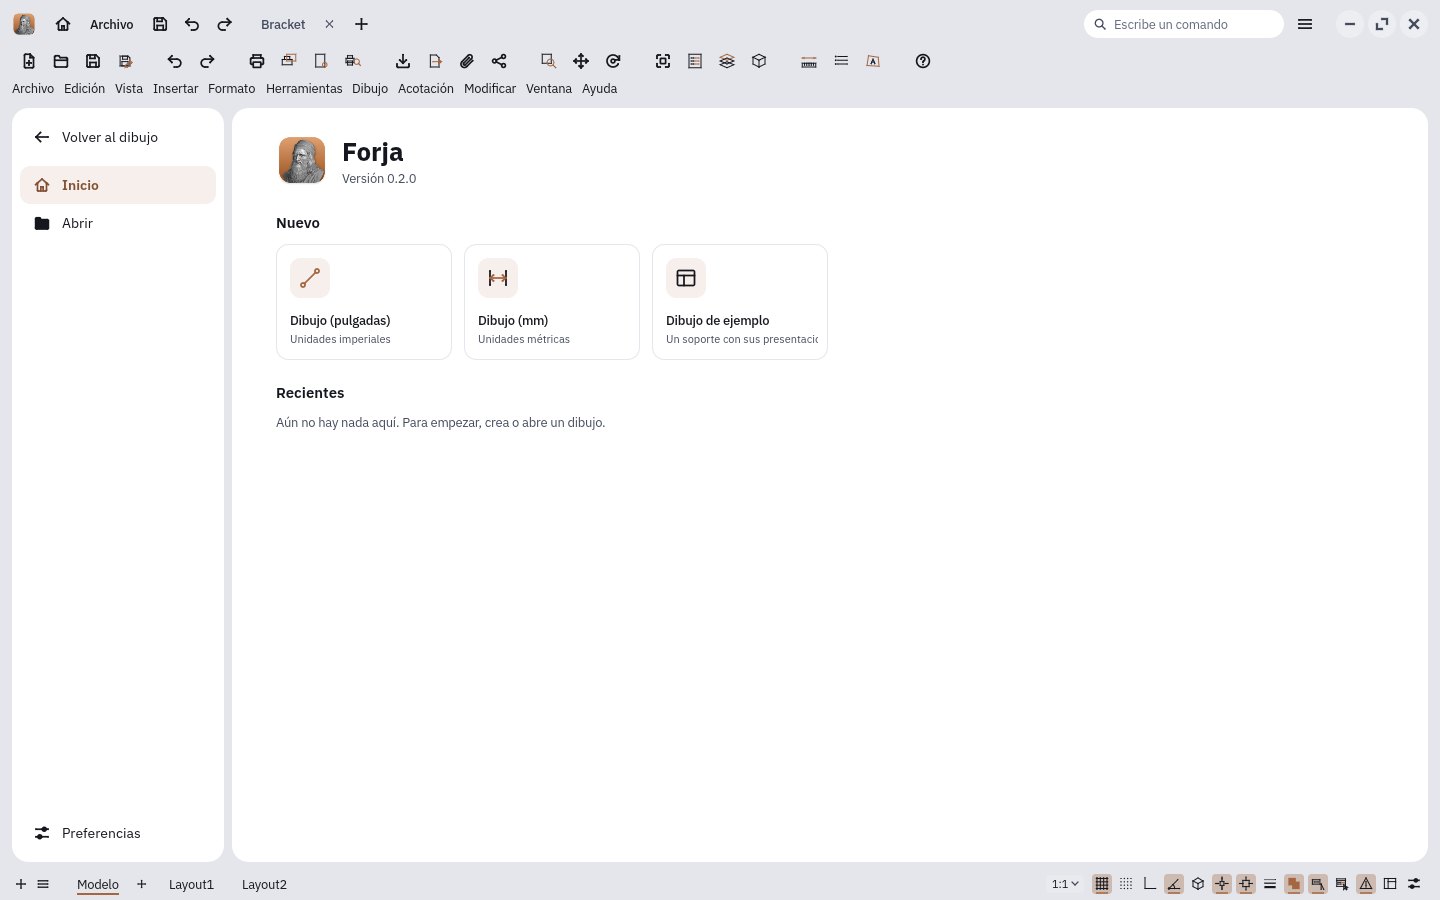 Archivo
Bracket
Escribe un comando
Archivo Edición Vista Insertar Formato Herramientas Dibujo Acotación Modificar Ventana Ayuda
Volver al dibujo
Inicio
Abrir
Forja
Versión 0.2.0
Nuevo
Dibujo (pulgadas)
Unidades imperiales
Dibujo (mm)
Unidades métricas
Dibujo de ejemplo
Un soporte con sus presentacio
Recientes
Aún no hay nada aquí. Para empezar, crea o abre un dibujo.
Preferencias
Modelo
Layout1
Layout2
1:1